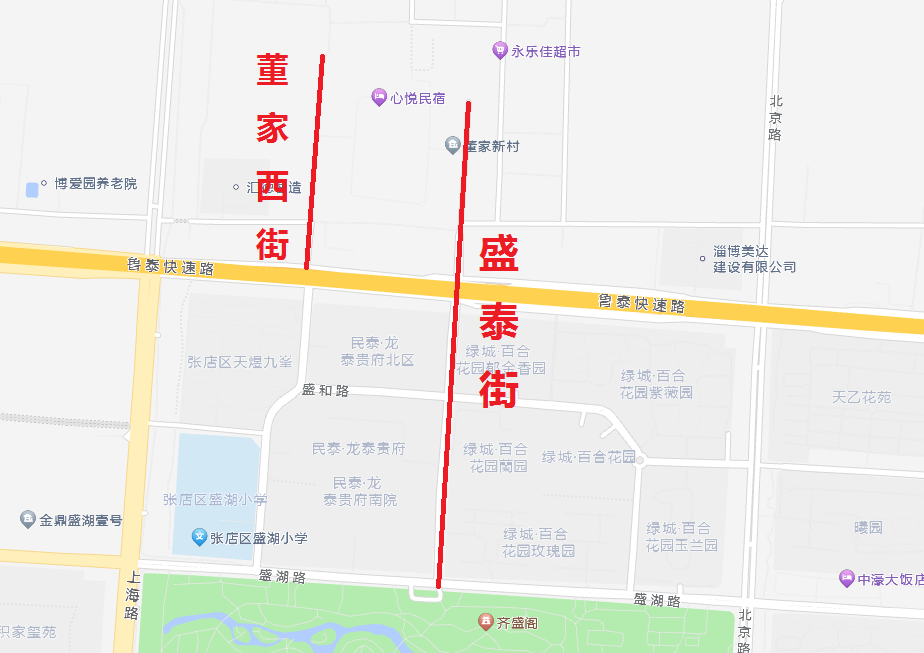 永乐佳超市
董家西街
心悦民宿
北京路
董家新村
博爱园养老院
盛泰街
淄博美达
建设有限公司
鲁泰快速路
鲁泰快速路
民泰·龙
泰贵府北区
张店区天煜九峯
绿城·百合
花园郁金香园
绿城·百合
花园紫薇园
盛和路
天乙花苑
民泰·龙泰贵府
绿城·百合
花园蘭园
绿城·百合花园
民泰·龙
泰贵府南院
张店区盛湖小学
金鼎盛湖壹号
张店区盛湖小学
绿城·百合
花园玫瑰园
绿城·百合
花园玉兰园
曦园
盛湖路
上海路
中濠大饭店
盛湖路
北京路
齐盛阁
积家玺苑